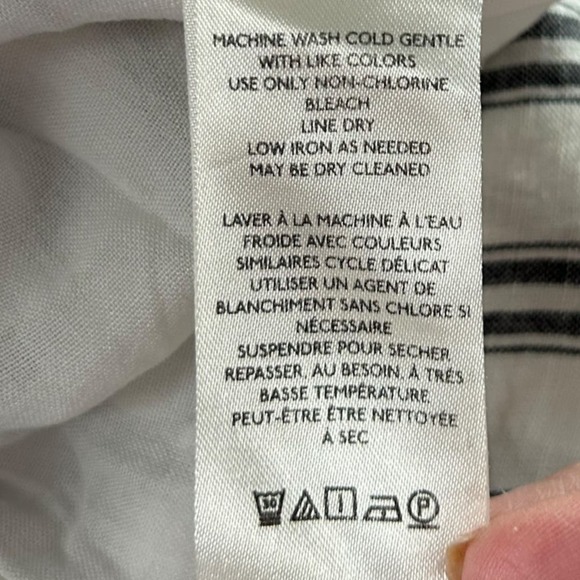 MACHINE WASH COLD GENTLE
WITH LIKE COLORS
USE ONLY NON-CHLORINE
BLEACH
LINE DRY
LOW IRON AS NEEDED
MAY BE DRY CLEANED
LAVER À LA MACHINE À L'EAU
FROIDE AVEC COULEURS
SIMILAIRES CYCLE DÉLICAT
UTILISER UN AGENT DE
BLANCHIMENT SANS CHLORE SI
NÉCESSAIRE
SUSPENDRE POUR SECHER
REPASSER, AU BESOIN, À TRÈS
BASSE TEMPÉRATURE
PEUT-ÊTRE ÊTRE NETTOYÉE
À SEC
30 P